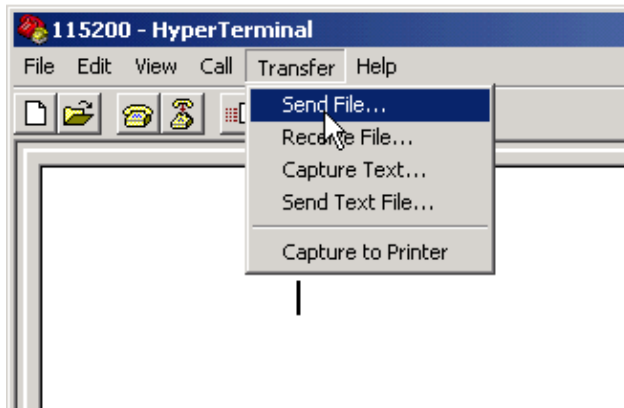 115200 - HyperTerminal
File Edit View Call Transfer Help
Send File...
Receive File...
Capture Text...
Send Text File...
Capture to Printer